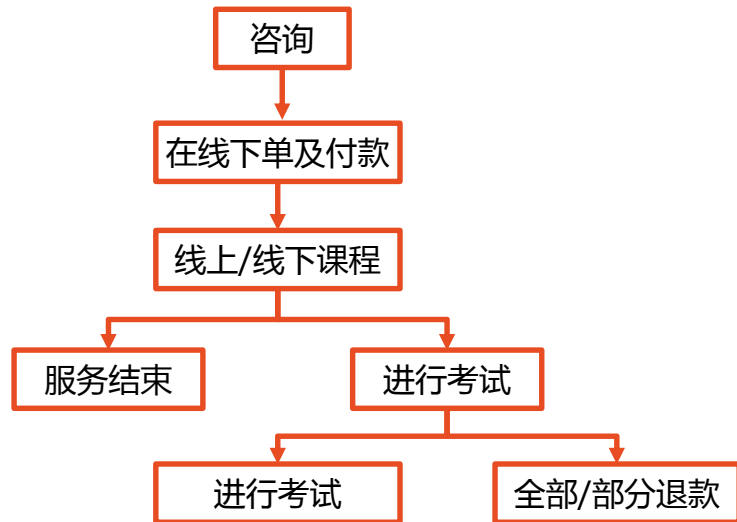 咨询
在线下单及付款
线上/线下课程
服务结束
进行考试
进行考试
全部/部分退款